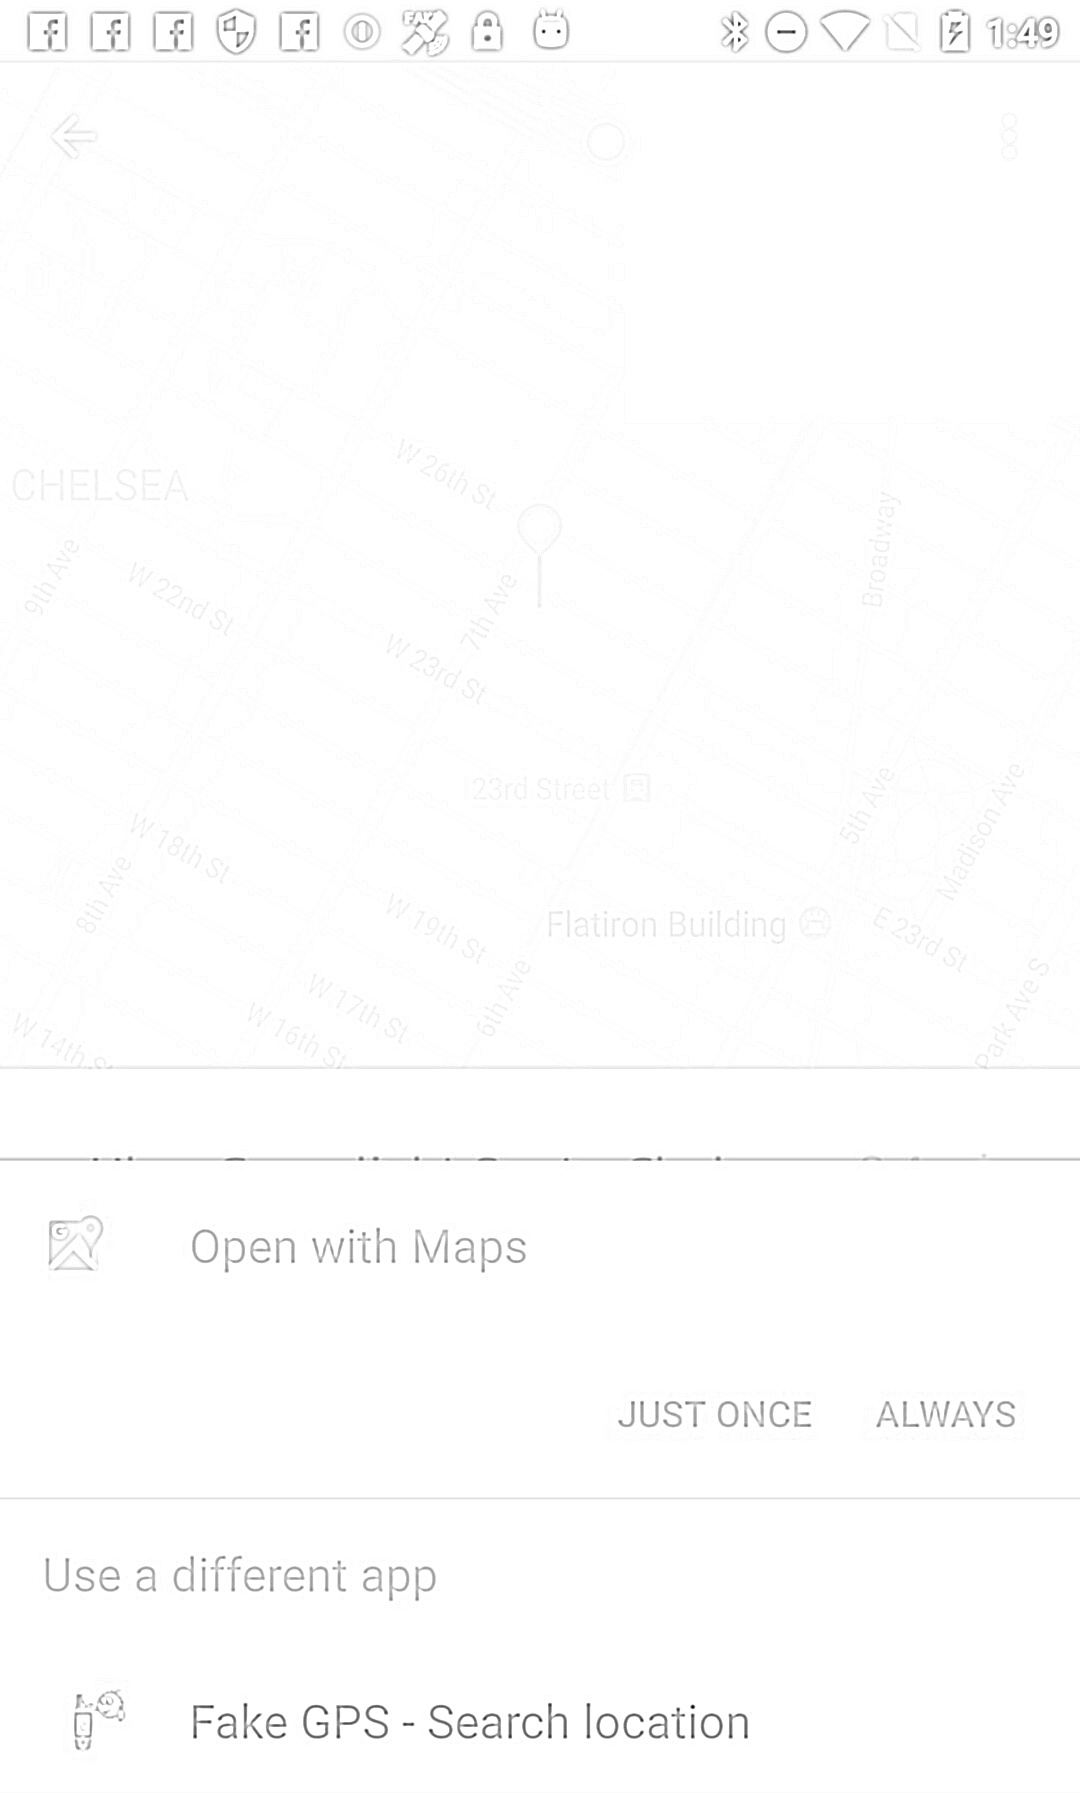 1:49
CHELSEA
W 26th St
Broadway
9th Ave
W 22nd St
7th Ave
W 23rd St
23rd Street
5th Ave
Madison Ave
W 18th St
8th Ave
W 19th St
Flatiron Building
E 23rd St
6th Ave
W 17th St
W 16th St
W 14th St
Park Ave S
Open with Maps
JUST ONCE ALWAYS
Use a different app
Fake GPS - Search location